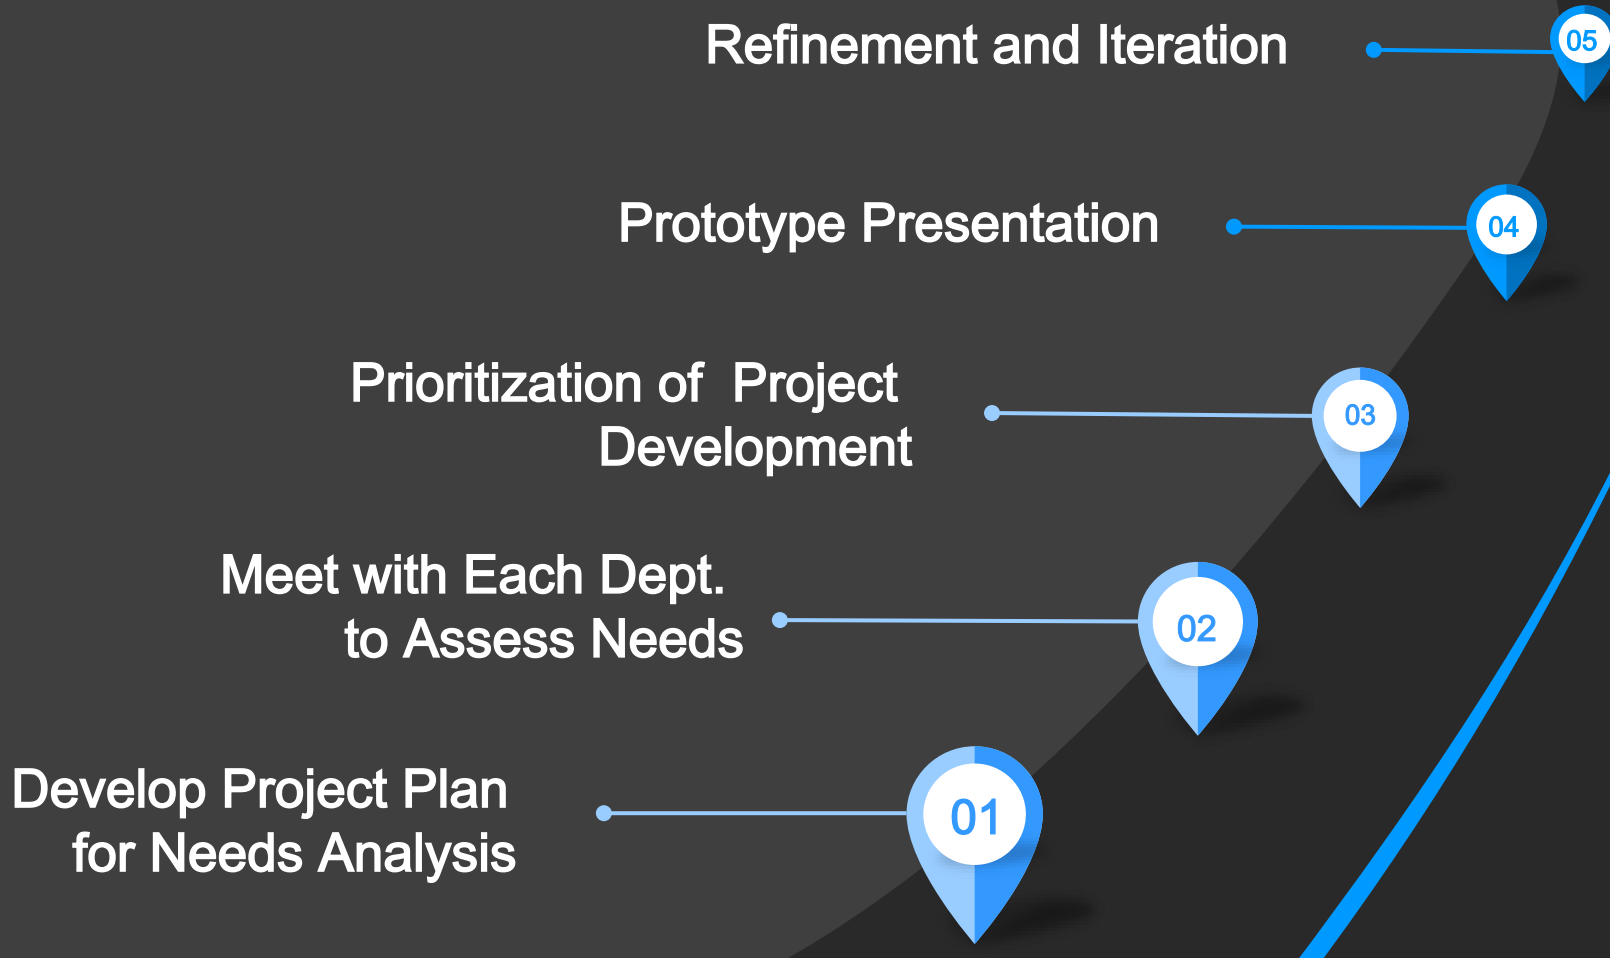 Refinement and Iteration
05
Prototype Presentation
04
Prioritization of Project
Development
03
Meet with Each Dept.
to Assess Needs
02
Develop Project Plan
for Needs Analysis
01